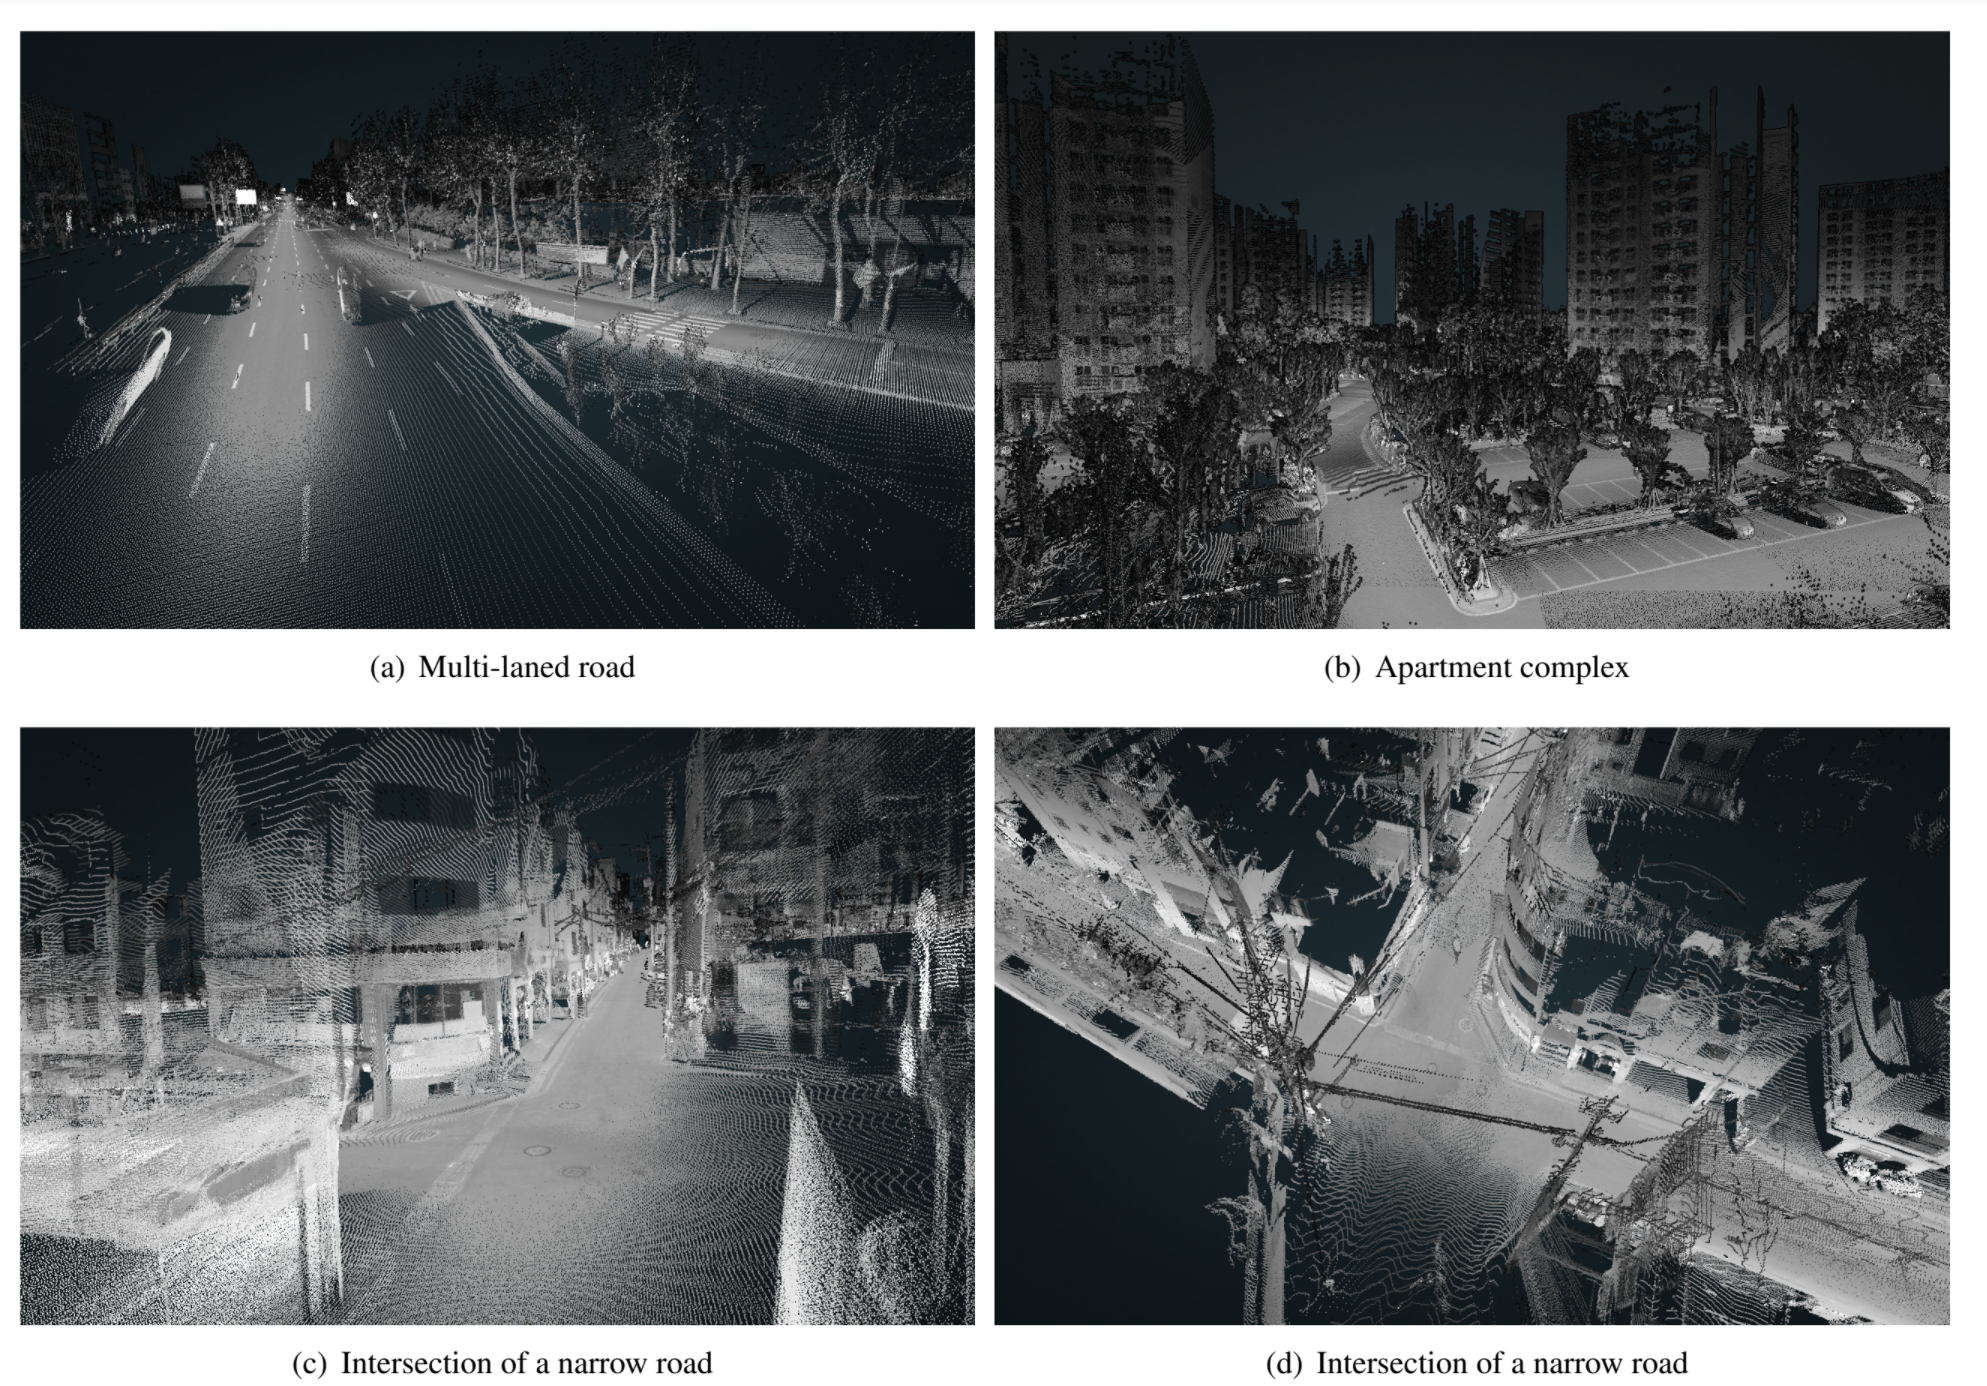 (a) Multi-laned road
(b) Apartment complex
(c) Intersection of a narrow road
(d) Intersection of a narrow road